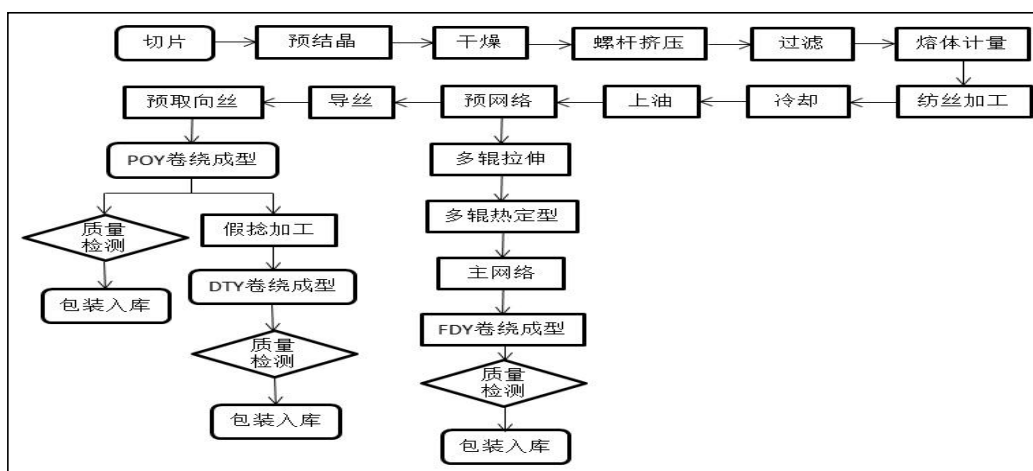 切片
预结晶
干燥
螺杆挤压
过滤
熔体计量
预取向丝
导丝
预网络
上油
冷却
纺丝加工
POY卷绕成型
多辊拉伸
质量
检测
假捻加工
多辊热定型
DTY卷绕成型
主网络
包装入库
质量
检测
FDY卷绕成型
质量
检测
包装入库
包装入库